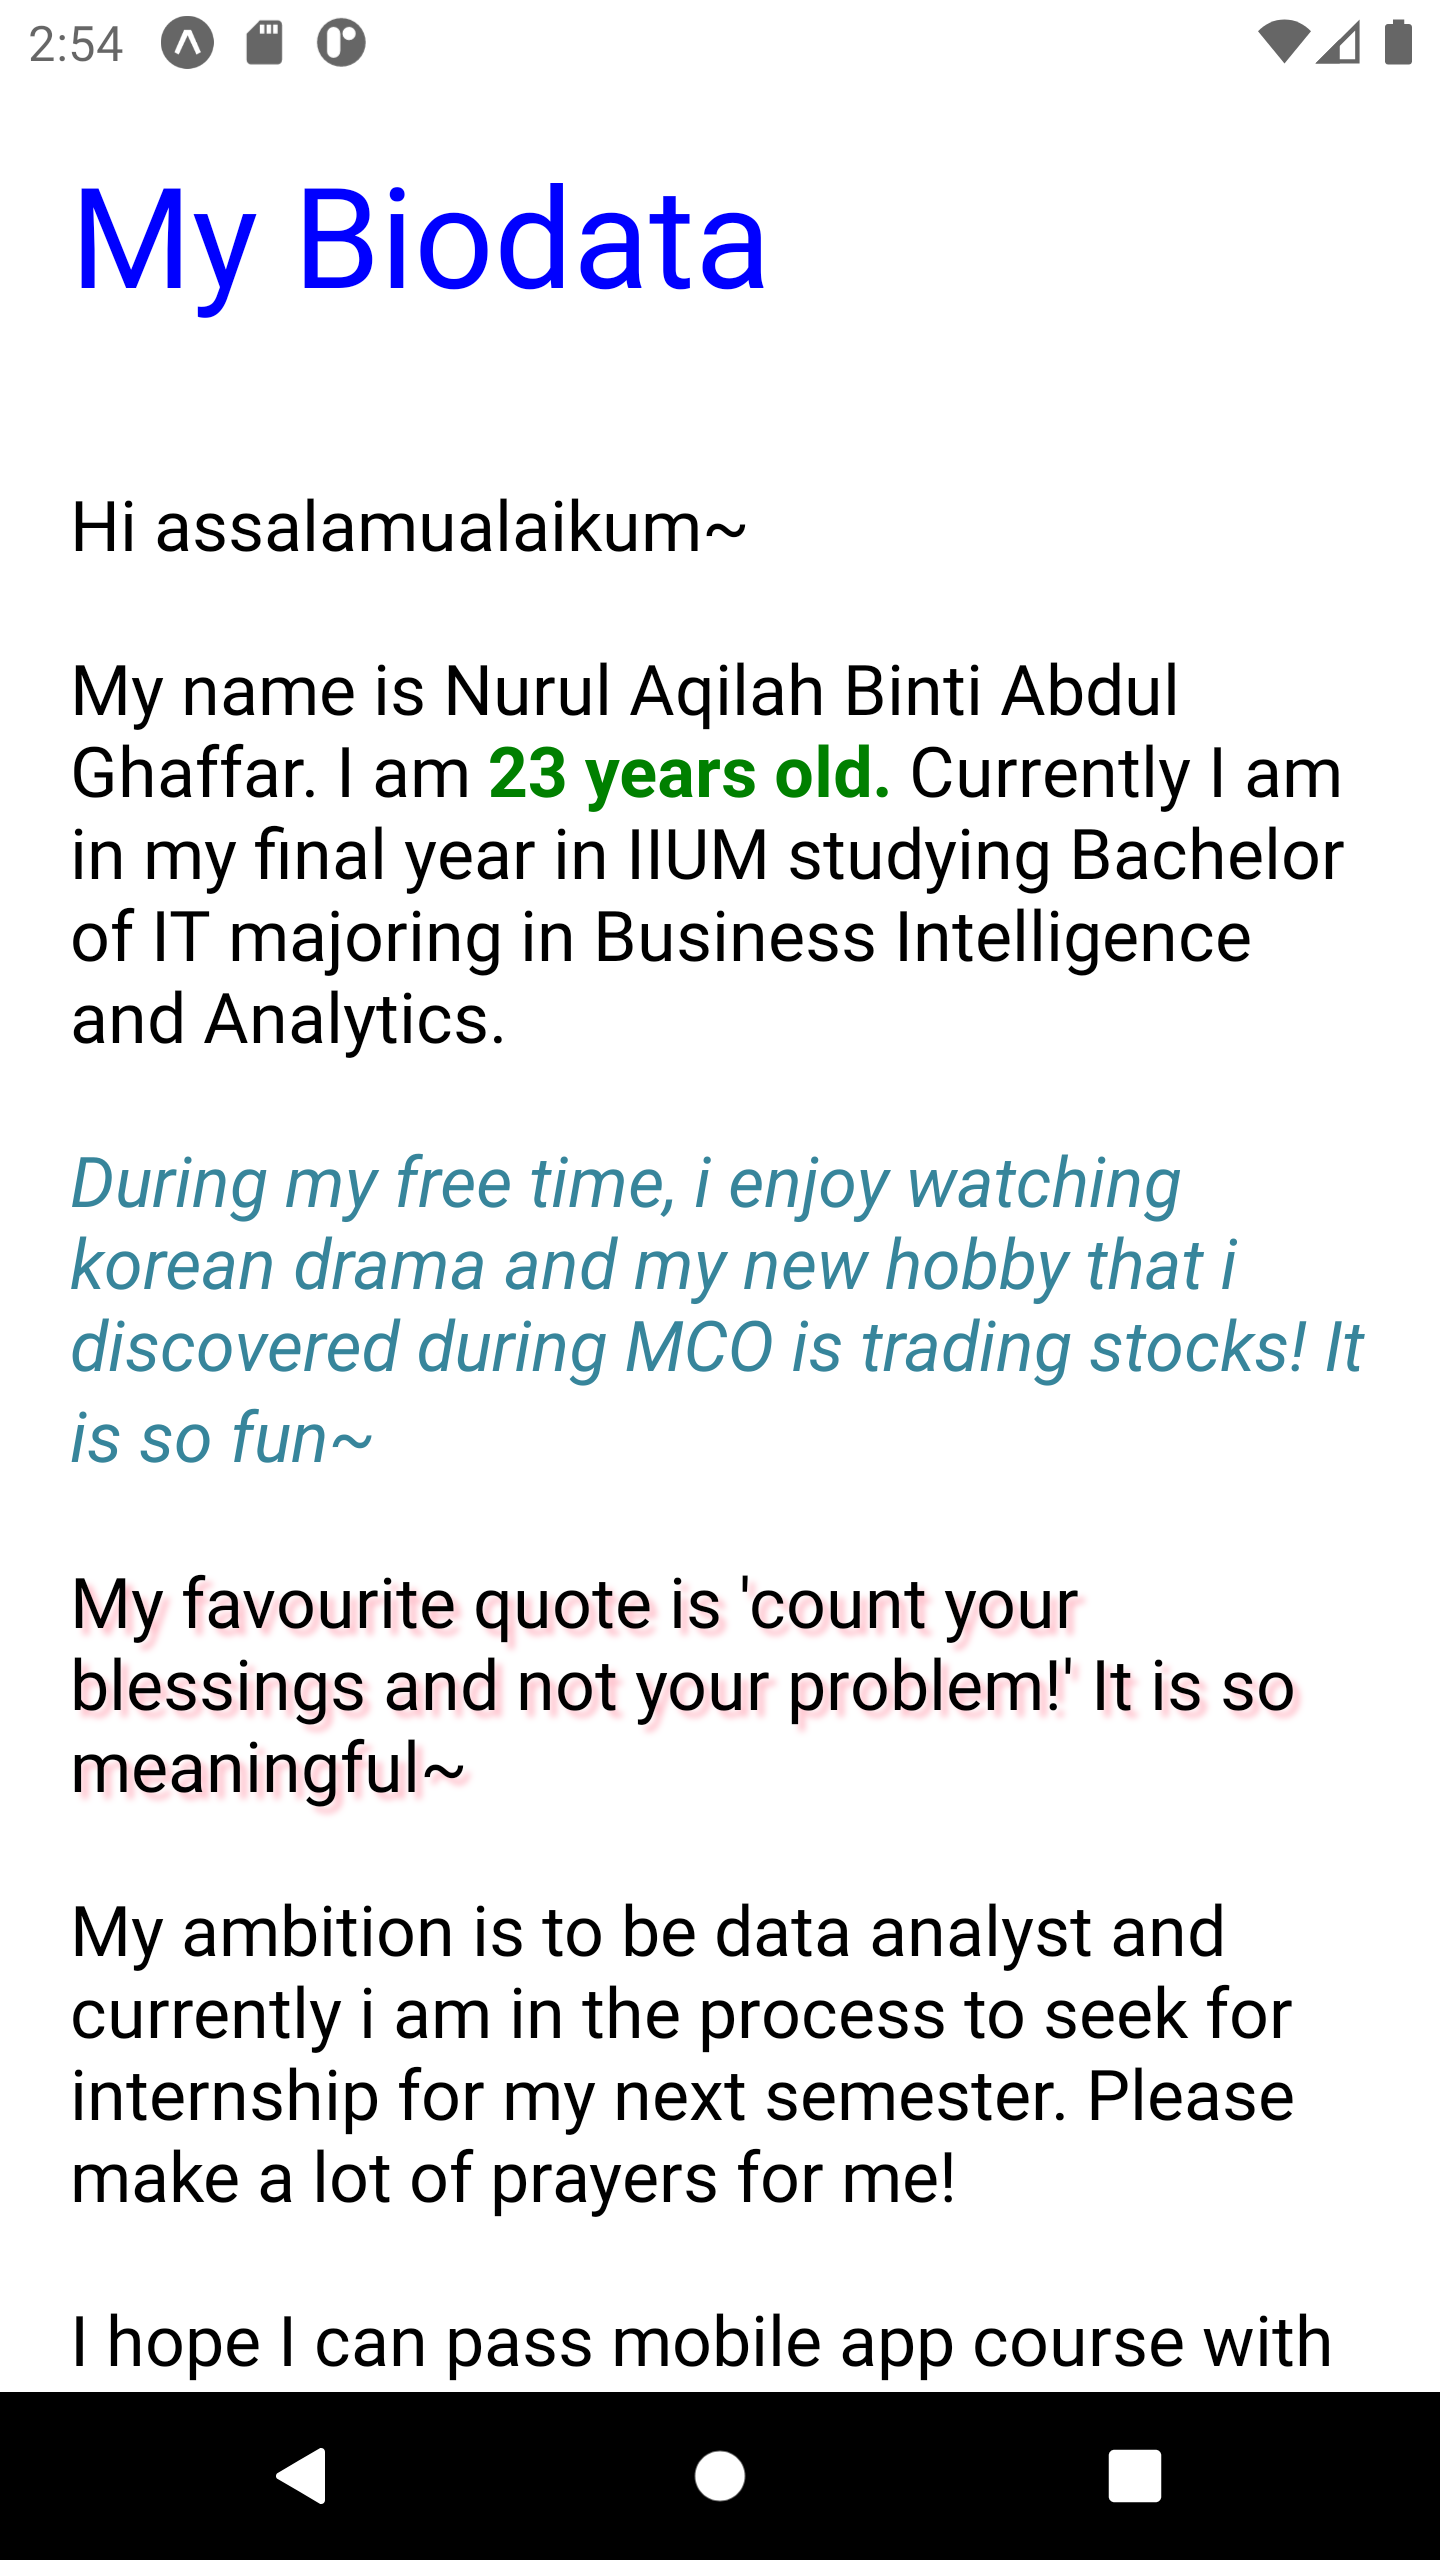 2:54
My Biodata
Hi assalamualaikum~
My name is Nurul Aqilah Binti Abdul
Ghaffar. I am 23 years old. Currently I am
in my final year in IIUM studying Bachelor
of IT majoring in Business Intelligence
and Analytics.
During my free time, i enjoy watching
korean drama and my new hobby that i
discovered during MCO is trading stocks! It
is so fun~
My favourite quote is 'count your
blessings and not your problem!' It is so
meaningful~
My ambition is to be data analyst and
currently i am in the process to seek for
internship for my next semester. Please
make a lot of prayers for me!
I hope I can pass mobile app course with